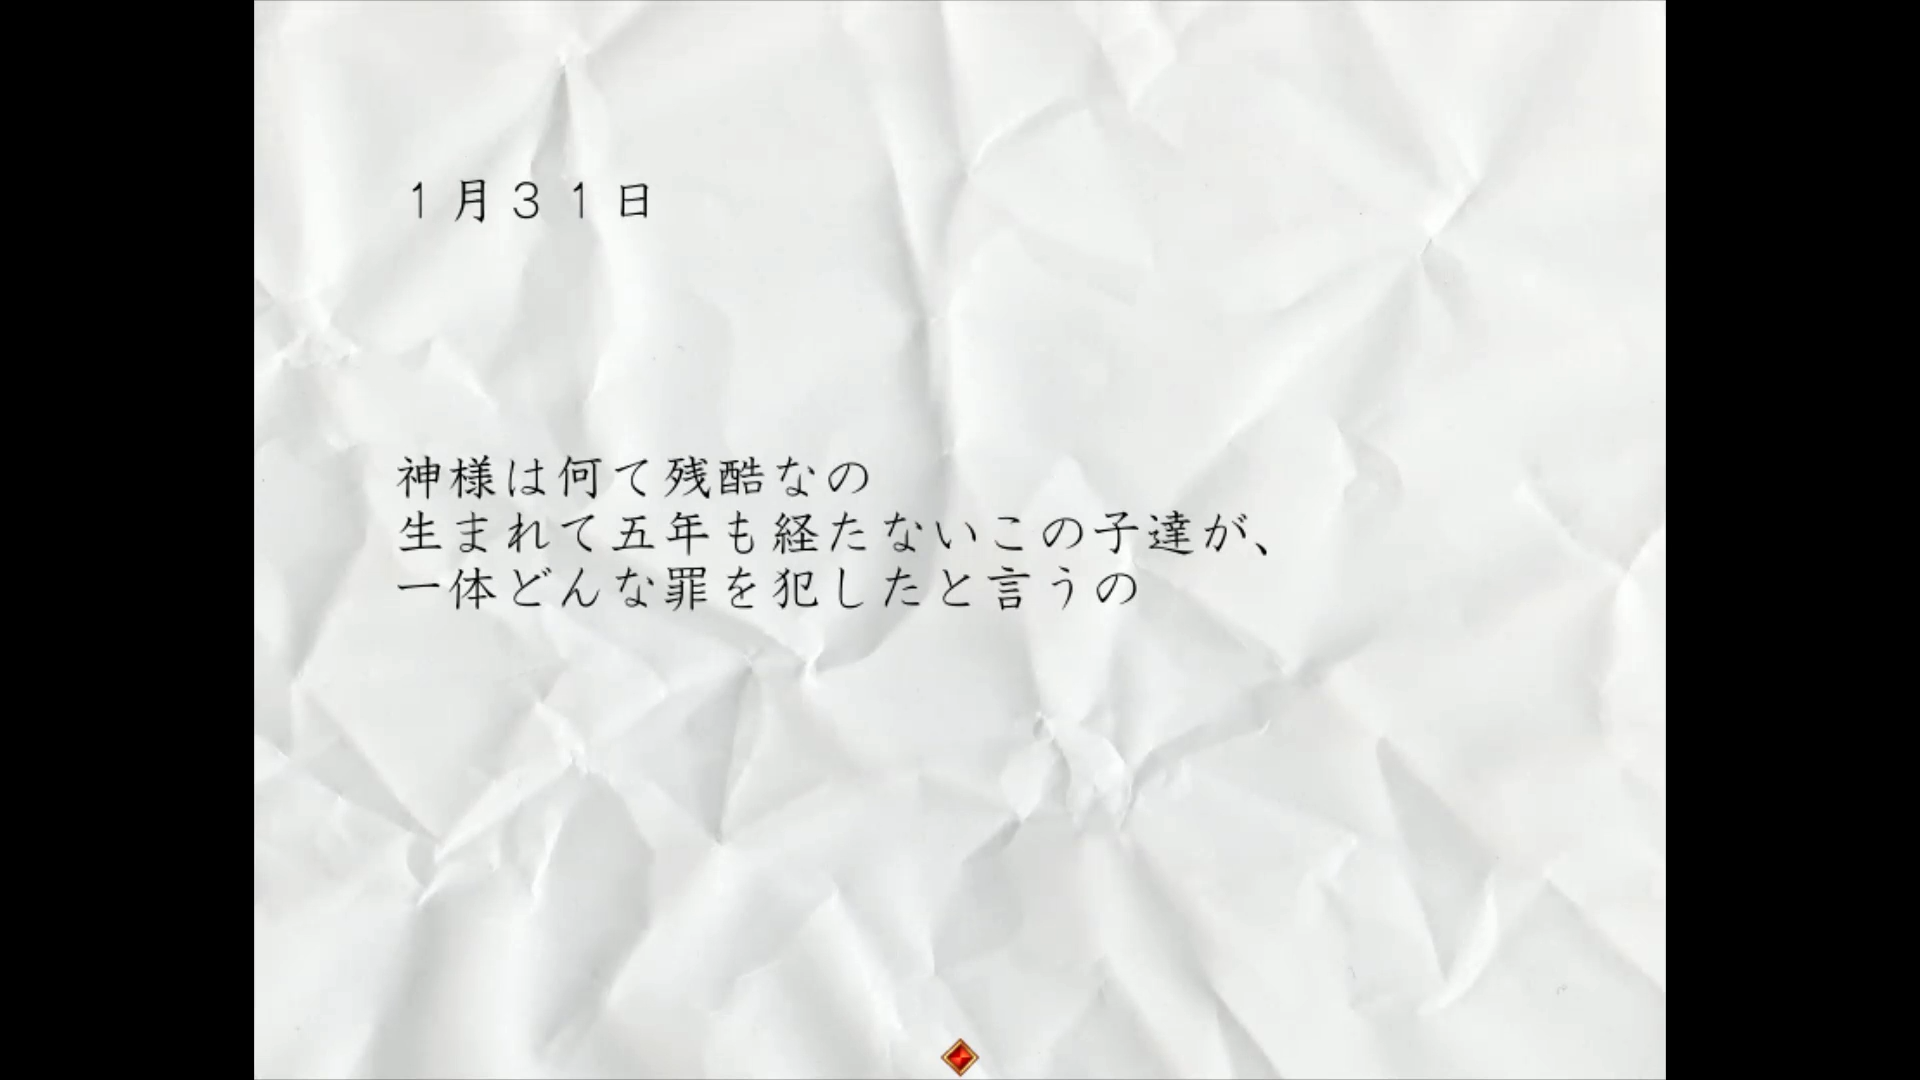 １月３１日
神様は何て残酷なの
生まれて五年も経たないこの子達が、
一体どんな罪を犯したと言うの